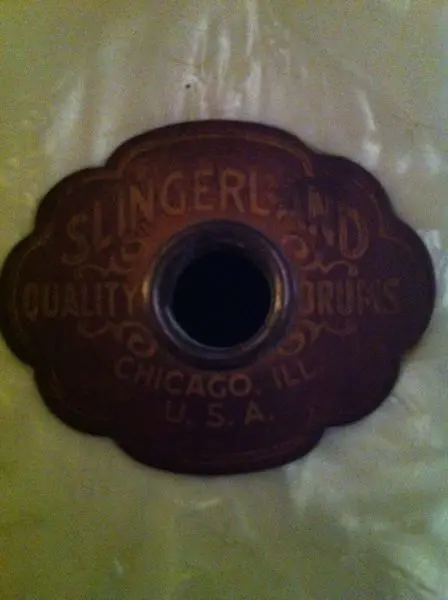 SLINGERLAND
QUALITY DRUMS
CHICAGO, ILL.
U. S. A.